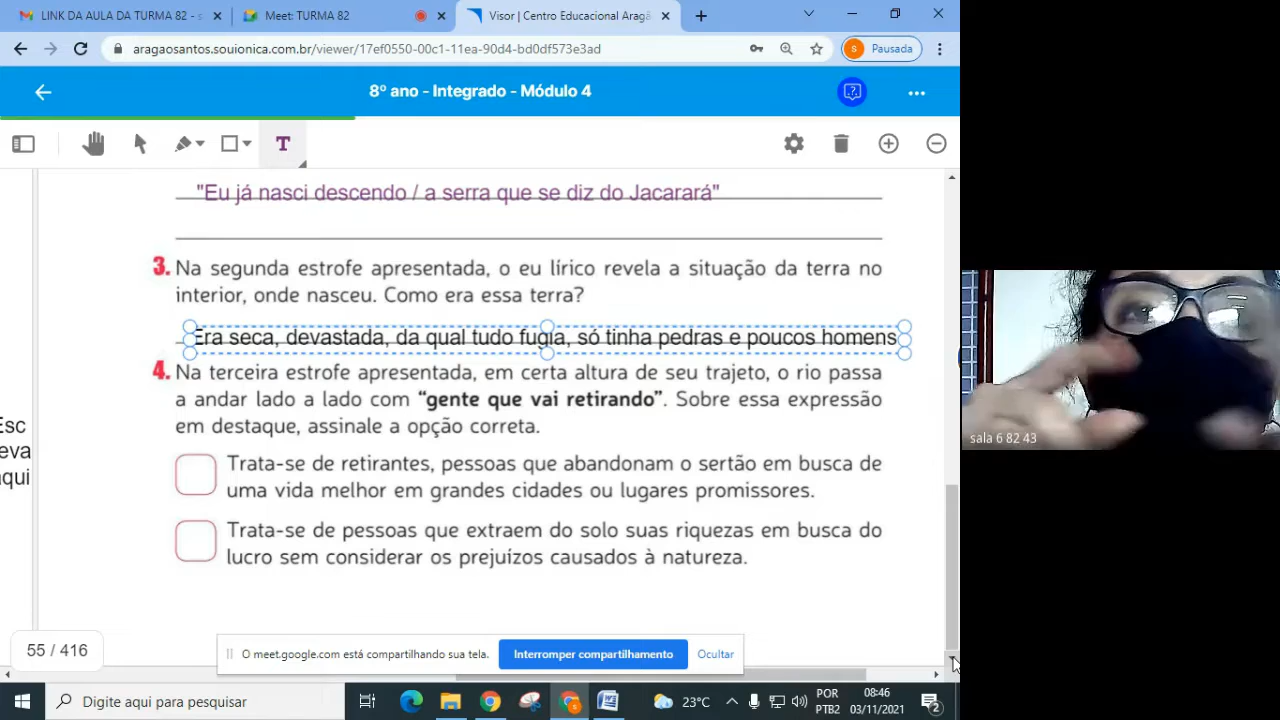 LINK DA AULA DA TURMA 82 - s
Meet: TURMA 82
Visor | Centro Educacional Aragã
aragaosantos.souionica.com.br/viewer/17ef0550-00c1-11ea-90d4-bd0df573e3ad
S Pausada
8º ano - Integrado - Módulo 4
T
"Eu já nasci descendo / a serra que se diz do Jacarará"
3. Na segunda estrofe apresentada, o eu lírico revela a situação da terra no
interior, onde nasceu. Como era essa terra?
Era seca, devastada, da qual tudo fugia, só tinha pedras e poucos homens
4. Na terceira estrofe apresentada, em certa altura de seu trajeto, o rio passa
a andar lado a lado com “gente que vai retirando”. Sobre essa expressão
em destaque, assinale a opção correta.
Esc
eva
aqui
Trata-se de retirantes, pessoas que abandonam o sertão em busca de
uma vida melhor em grandes cidades ou lugares promissores.
Trata-se de pessoas que extraem do solo suas riquezas em busca do
lucro sem considerar os prejuízos causados à natureza.
sala 6 82 43
55 / 416
O meet.google.com está compartilhando sua tela.
Interromper compartilhamento
Ocultar
Digite aqui para pesquisar
23°C
POR
PTB2
08:46
03/11/2021
2